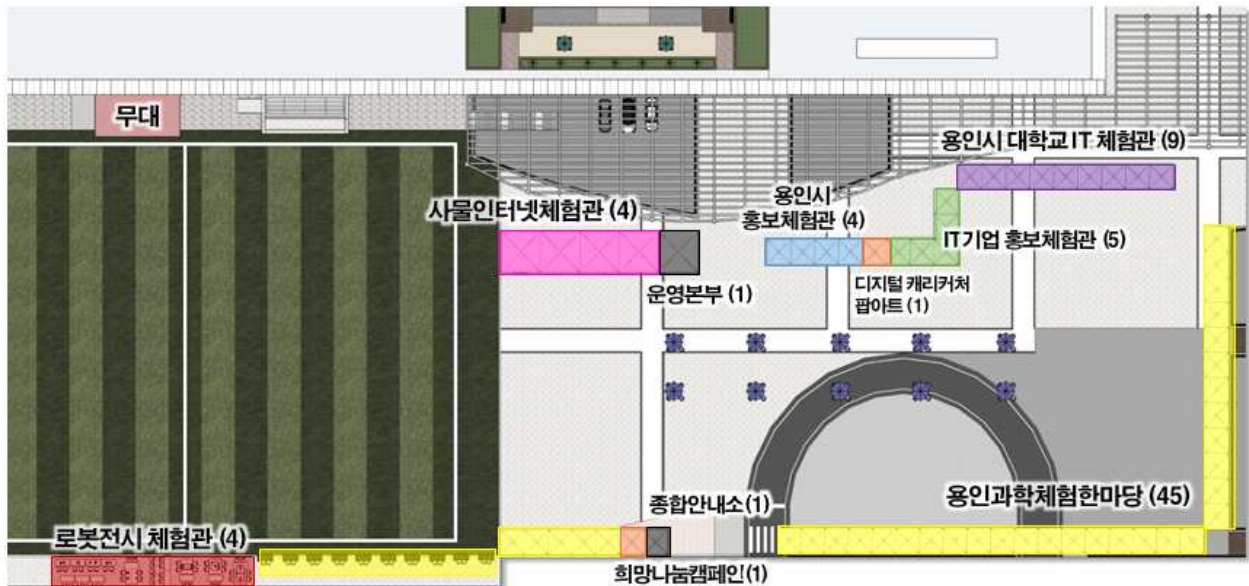 무대
용인시 대학교 IT 체험관 (9)
사물인터넷체험관 (4)
용인시
홍보체험관 (4)
IT기업 홍보체험관 (5)
운영본부 (1)
디지털 캐리커처
팝아트 (1)
종합안내소 (1)
용인과학체험한마당 (45)
로봇전시 체험관 (4)
희망나눔캠페인 (1)